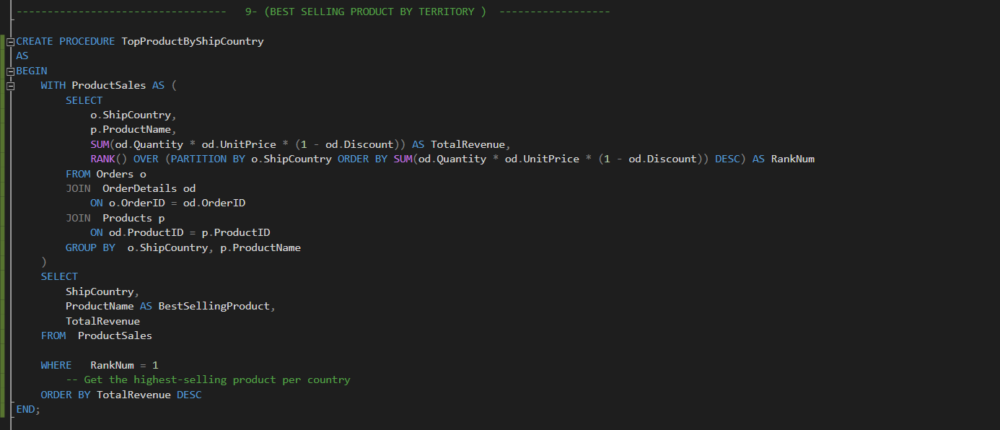 ----------------------------------   9- (BEST SELLING PRODUCT BY TERRITORY )  ------------------
CREATE PROCEDURE TopProductByShipCountry
AS
BEGIN
    WITH ProductSales AS (
        SELECT
            o.ShipCountry,
            p.ProductName,
            SUM(od.Quantity * od.UnitPrice * (1 - od.Discount)) AS TotalRevenue,
            RANK() OVER (PARTITION BY o.ShipCountry ORDER BY SUM(od.Quantity * od.UnitPrice * (1 - od.Discount)) DESC) AS RankNum
        FROM Orders o
        JOIN  OrderDetails od
            ON o.OrderID = od.OrderID
        JOIN  Products p
            ON od.ProductID = p.ProductID
        GROUP BY  o.ShipCountry, p.ProductName
    )
    SELECT
        ShipCountry,
        ProductName AS BestSellingProduct,
        TotalRevenue
    FROM  ProductSales
    WHERE   RankNum = 1
        -- Get the highest-selling product per country
    ORDER BY TotalRevenue DESC
END;